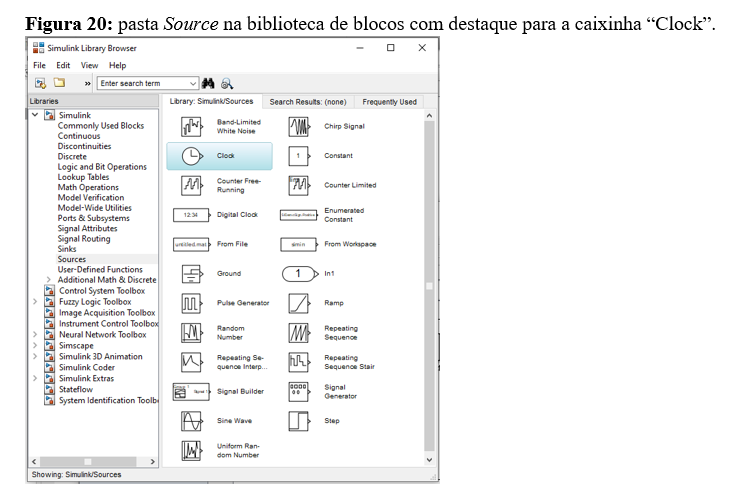 Figura 20: pasta Source na biblioteca de blocos com destaque para a caixinha “Clock”.
Simulink Library Browser
File Edit View Help
» Enter search term
Libraries
Library: Simulink/Sources Search Results: (none) Frequently Used
Simulink
Commonly Used Blocks
Continuous
Discontinuities
Discrete
Logic and Bit Operations
Lookup Tables
Math Operations
Model Verification
Model-Wide Utilities
Ports & Subsystems
Signal Attributes
Signal Routing
Sinks
Sources
User-Defined Functions
Additional Math & Discrete
Control System Toolbox
Fuzzy Logic Toolbox
Image Acquisition Toolbox
Instrument Control Toolbox
Neural Network Toolbox
Simscape
Simulink 3D Animation
Simulink Coder
Simulink Extras
Stateflow
System Identification Toolb
Band-Limited
White Noise
Chirp Signal
Clock
1 Constant
Counter Free-
Running
Counter Limited
12:34 Digital Clock
Enumerated
Constant
untitled.mat From File
simin From Workspace
Ground
1 In1
Pulse Generator
Ramp
Random
Number
Repeating
Sequence
Repeating Se-
quence Interp...
Repeating
Sequence Stair
Signal Builder
Signal
Generator
Sine Wave
Step
Uniform Ran-
dom Number
Showing: Simulink/Sources